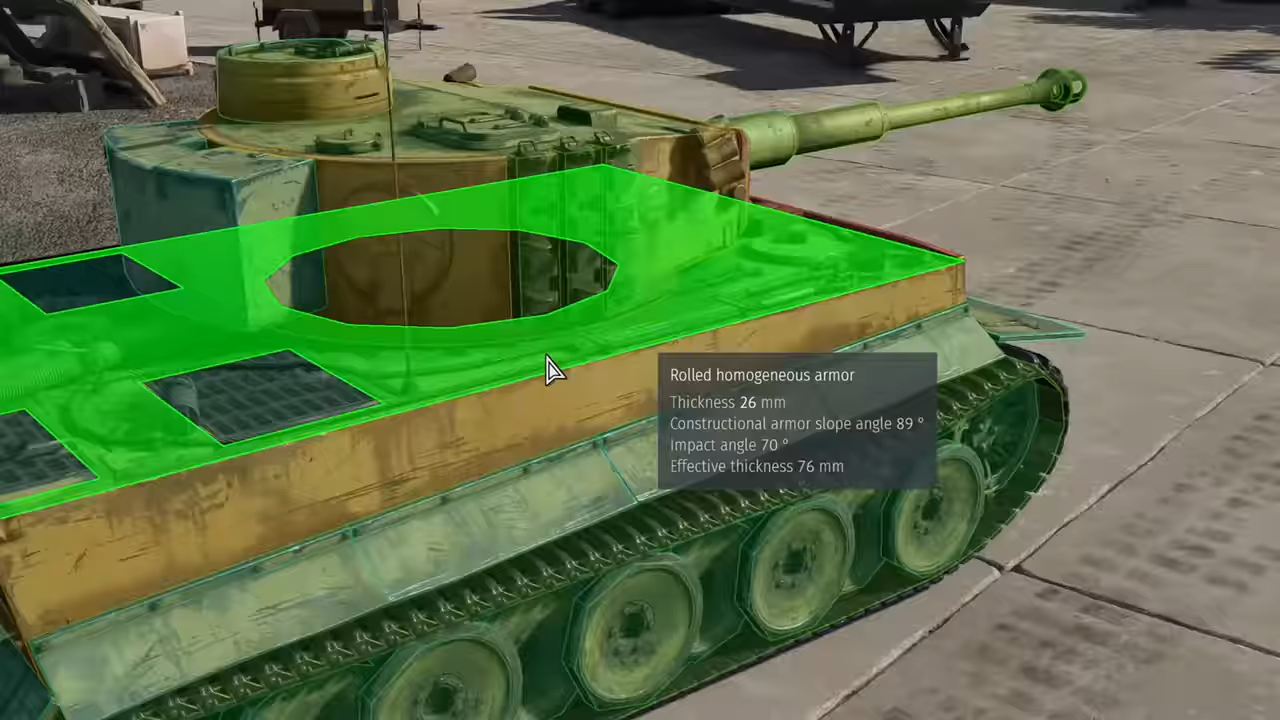 Rolled homogeneous armor
Thickness 26 mm
Constructional armor slope angle 89 °
Impact angle 70 °
Effective thickness 76 mm